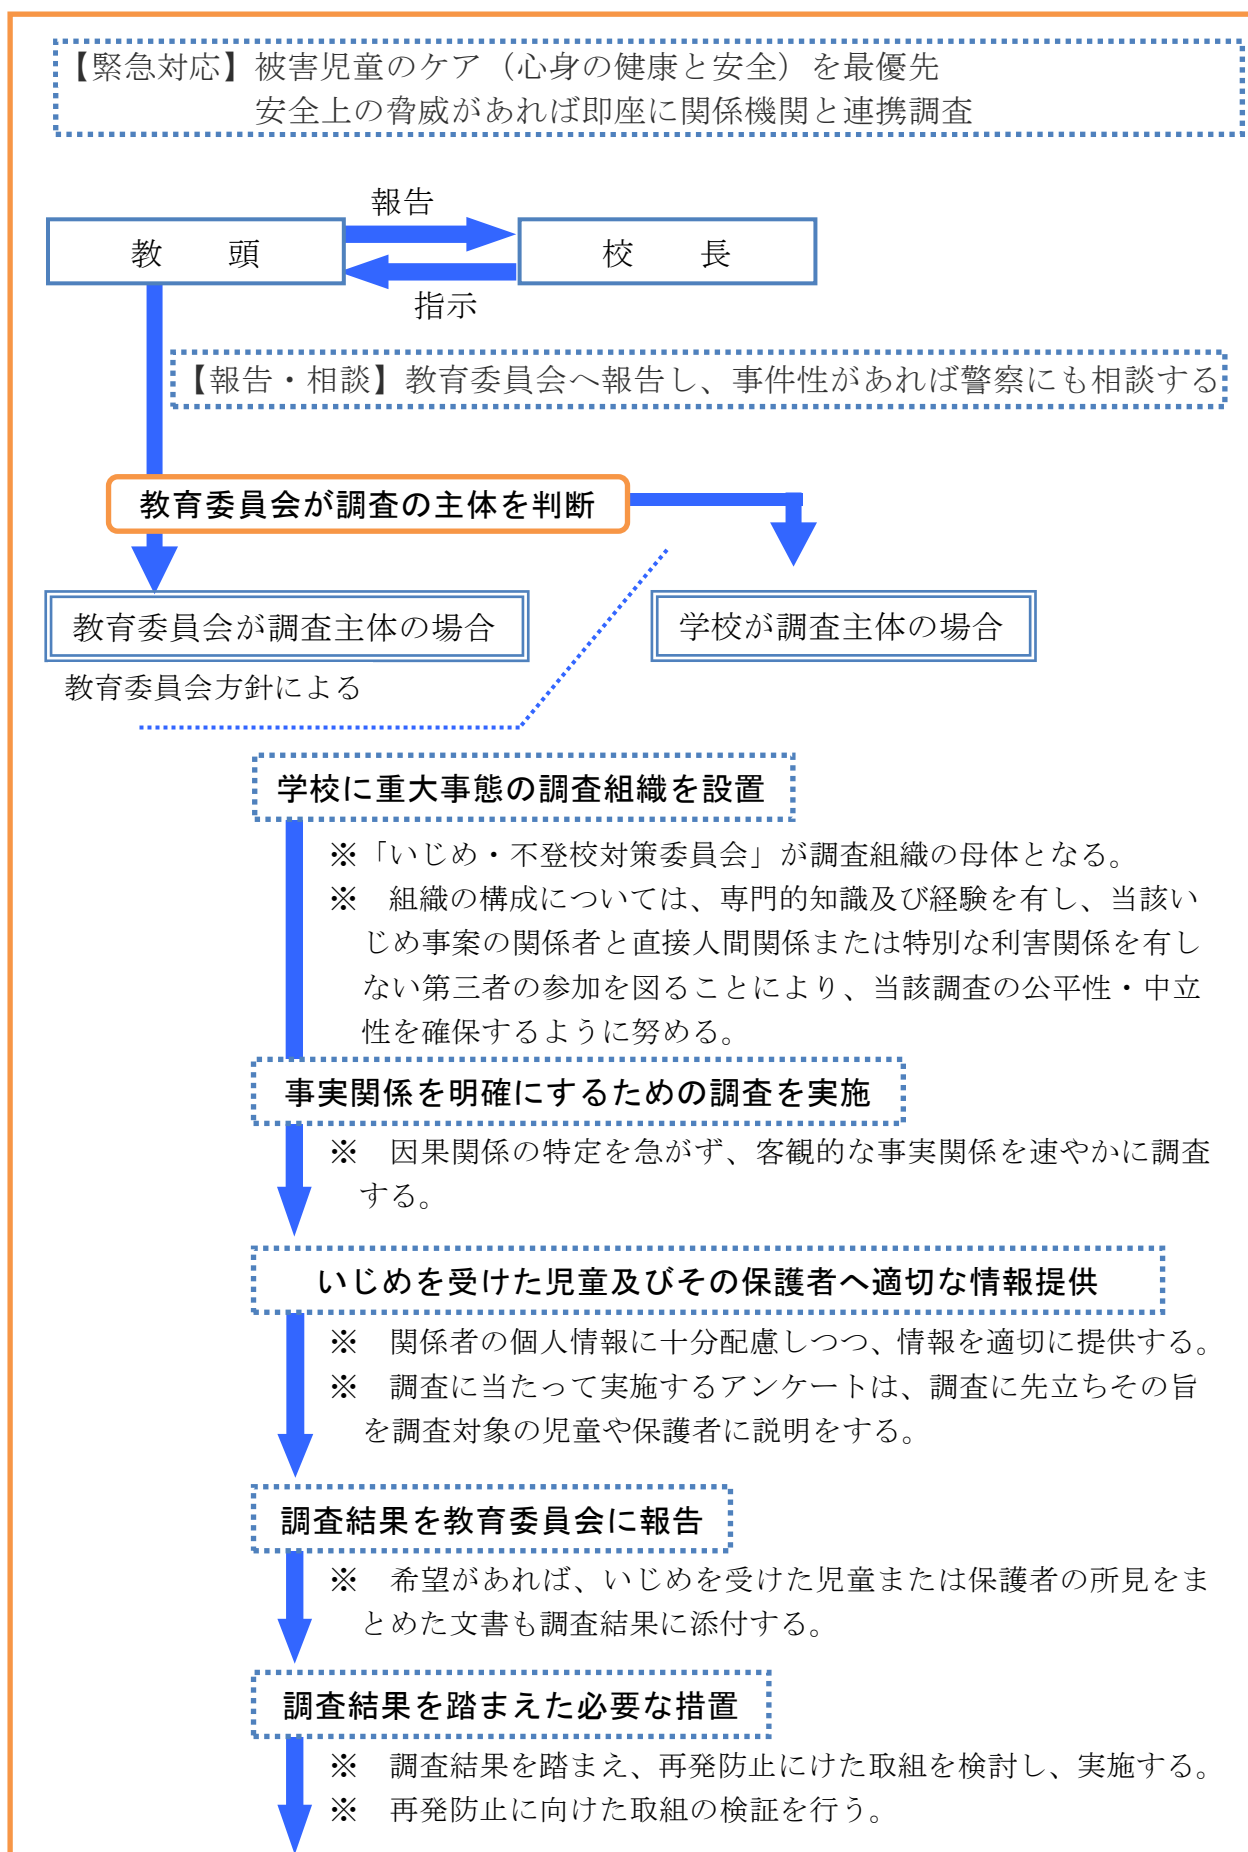 【緊急対応】被害児童のケア（心身の健康と安全）を最優先
安全上の脅威があれば即座に関係機関と連携調査
報告
教　頭
校　長
指示
【報告・相談】教育委員会へ報告し、事件性があれば警察にも相談する
教育委員会が調査の主体を判断
教育委員会が調査主体の場合
学校が調査主体の場合
教育委員会方針による
学校に重大事態の調査組織を設置
※「いじめ・不登校対策委員会」が調査組織の母体となる。
※　組織の構成については、専門的知識及び経験を有し、当該い
じめ事案の関係者と直接人間関係または特別な利害関係を有し
ない第三者の参加を図ることにより、当該調査の公平性・中立
性を確保するように努める。
事実関係を明確にするための調査を実施
※　因果関係の特定を急がず、客観的な事実関係を速やかに調査
する。
いじめを受けた児童及びその保護者へ適切な情報提供
※　関係者の個人情報に十分配慮しつつ、情報を適切に提供する。
※　調査に当たって実施するアンケートは、調査に先立ちその旨
を調査対象の児童や保護者に説明をする。
調査結果を教育委員会に報告
※　希望があれば、いじめを受けた児童または保護者の所見をま
とめた文書も調査結果に添付する。
調査結果を踏まえた必要な措置
※　調査結果を踏まえ、再発防止にけた取組を検討し、実施する。
※　再発防止に向けた取組の検証を行う。